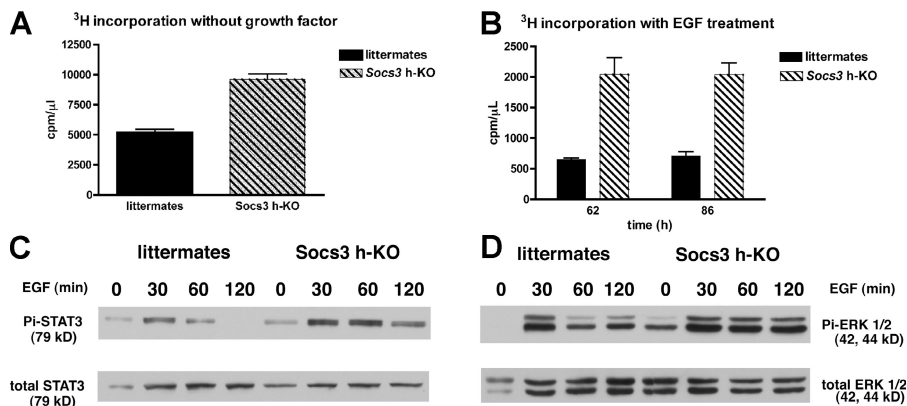 A
³H incorporation without growth factor
12500
10000
7500
5000
2500
0
cpm/µl
littermates
Socs3 h-KO
littermates
Socs3 h-KO
B
³H incorporation with EGF treatment
2500
2000
1500
1000
500
0
cpm/µL
62
86
time (h)
littermates
Socs3 h-KO
C
littermates
Socs3 h-KO
EGF (min)
0 30 60 120 0 30 60 120
Pi-STAT3
(79 kD)
total STAT3
(79 kD)
D
littermates
Socs3 h-KO
0 30 60 120 0 30 60 120
EGF (min)
Pi-ERK 1/2
(42, 44 kD)
total ERK 1/2
(42, 44 kD)